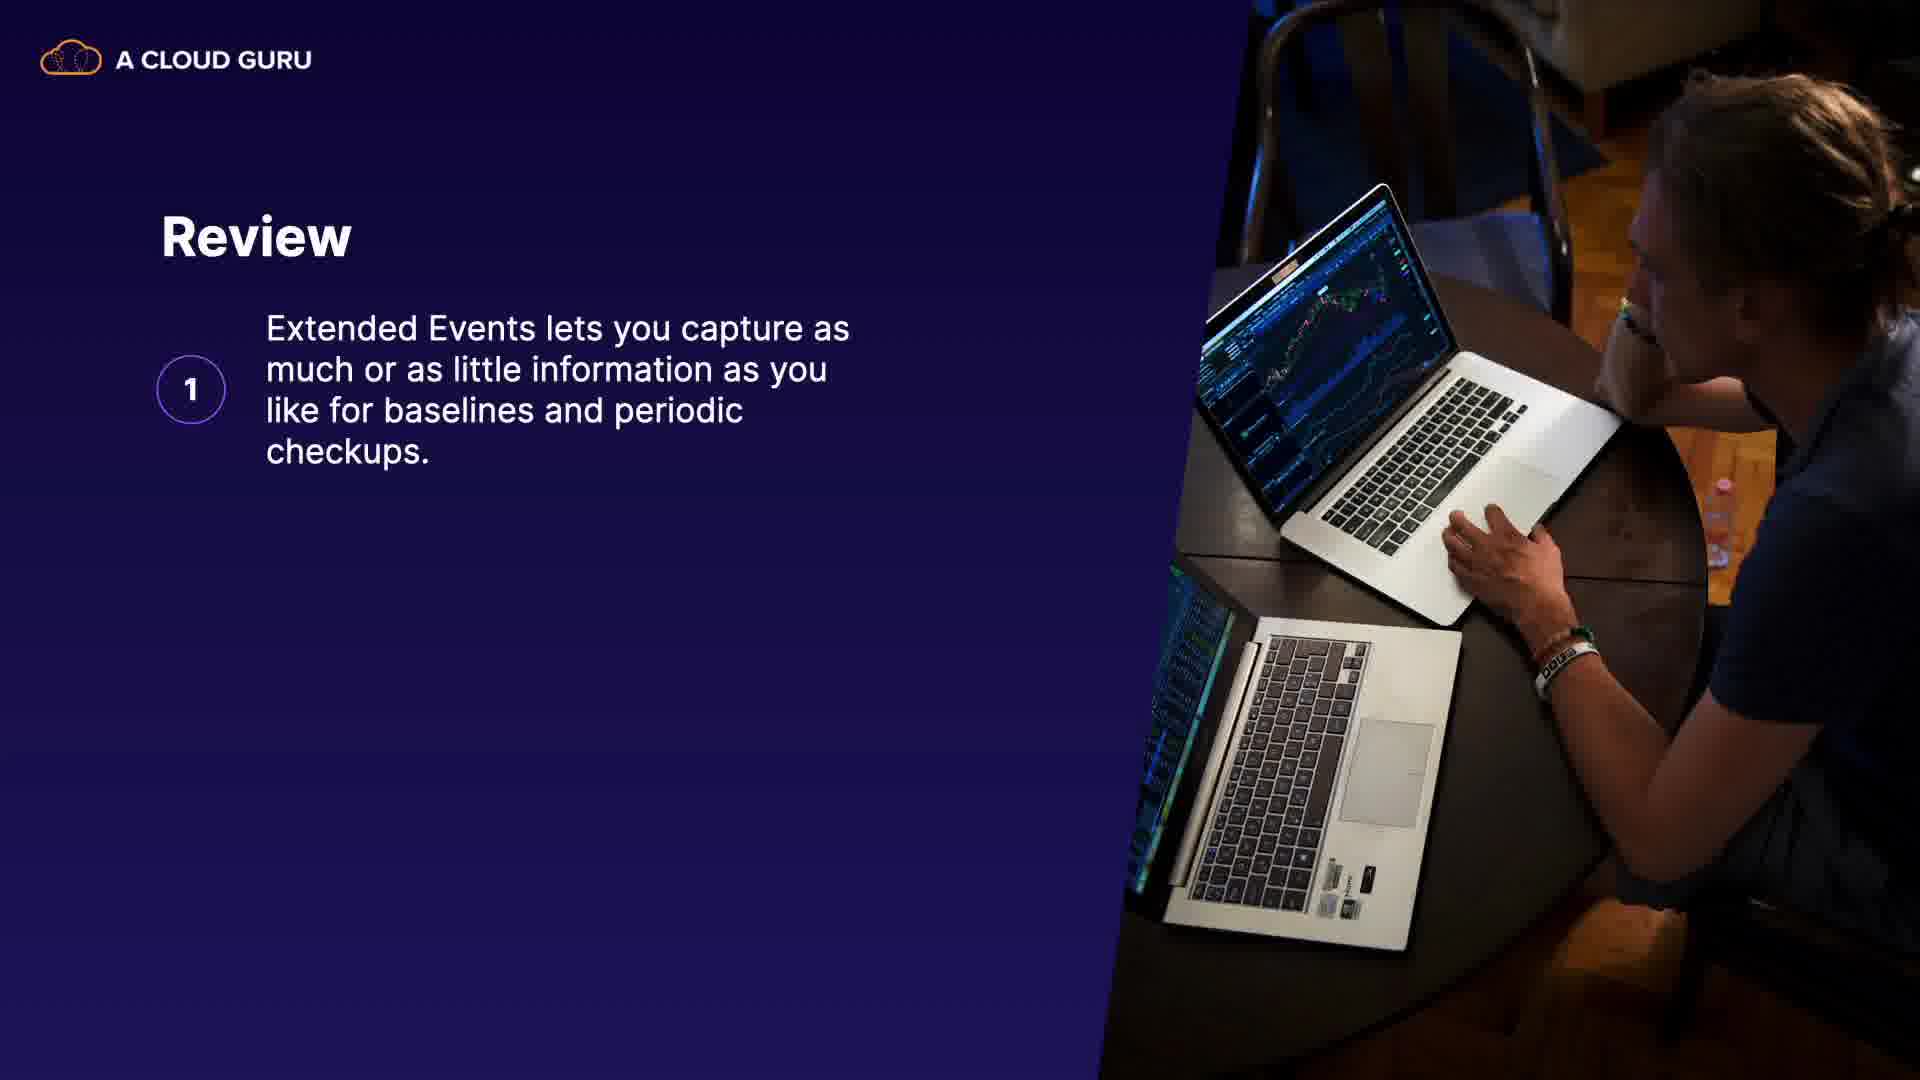 A CLOUD GURU
Review
1
Extended Events lets you capture as
much or as little information as you
like for baselines and periodic
checkups.